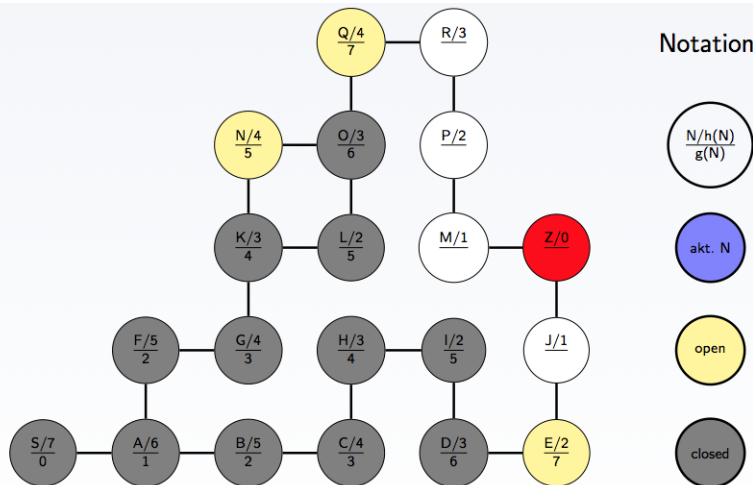 Q/4
7
R/3
Notation
N/4
5
O/3
6
P/2
N/h(N)
g(N)
K/3
4
L/2
5
M/1
Z/0
akt. N
F/5
2
G/4
3
H/3
4
I/2
5
J/1
open
S/7
0
A/6
1
B/5
2
C/4
3
D/3
6
E/2
7
closed